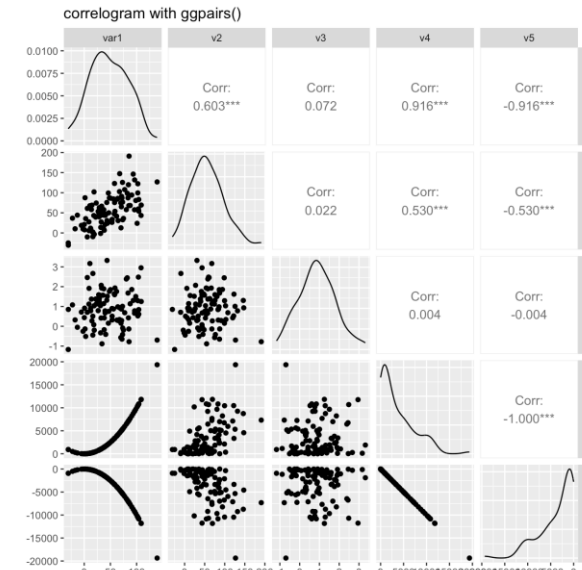 correlogram with ggpairs()
var1 v2 v3 v4 v5
0.0100
0.0075
0.0050
0.0025
0.0000
Corr:
0.603***
Corr:
0.072
Corr:
0.916***
Corr:
-0.916***
200
150
100
50
0
Corr:
0.022
Corr:
0.530***
Corr:
-0.530***
3
2
1
0
-1
Corr:
0.004
Corr:
-0.004
20000
15000
10000
5000
0
Corr:
-1.000***
0
-5000
-10000
-15000
-20000